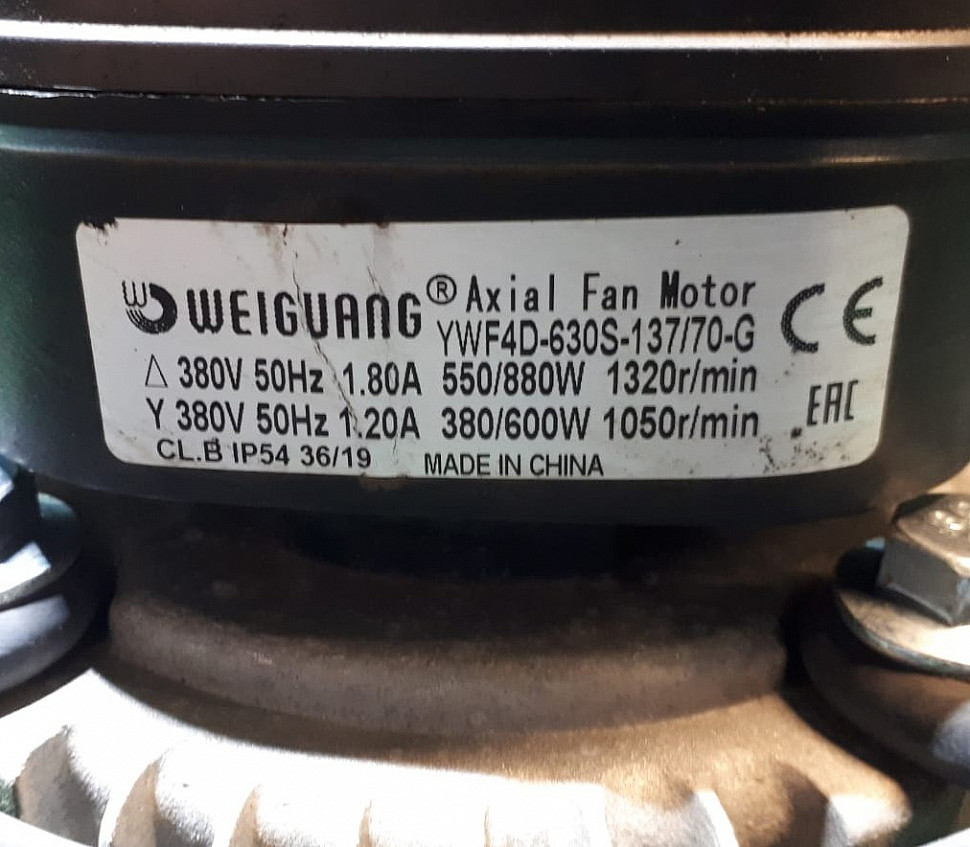 WEIGUANG® Axial Fan Motor
YWF4D-630S-137/70-G
CE
△ 380V 50Hz 1.80A 550/880W 1320r/min
Y 380V 50Hz 1.20A 380/600W 1050r/min
EAC
CL.B IP54 36/19 MADE IN CHINA